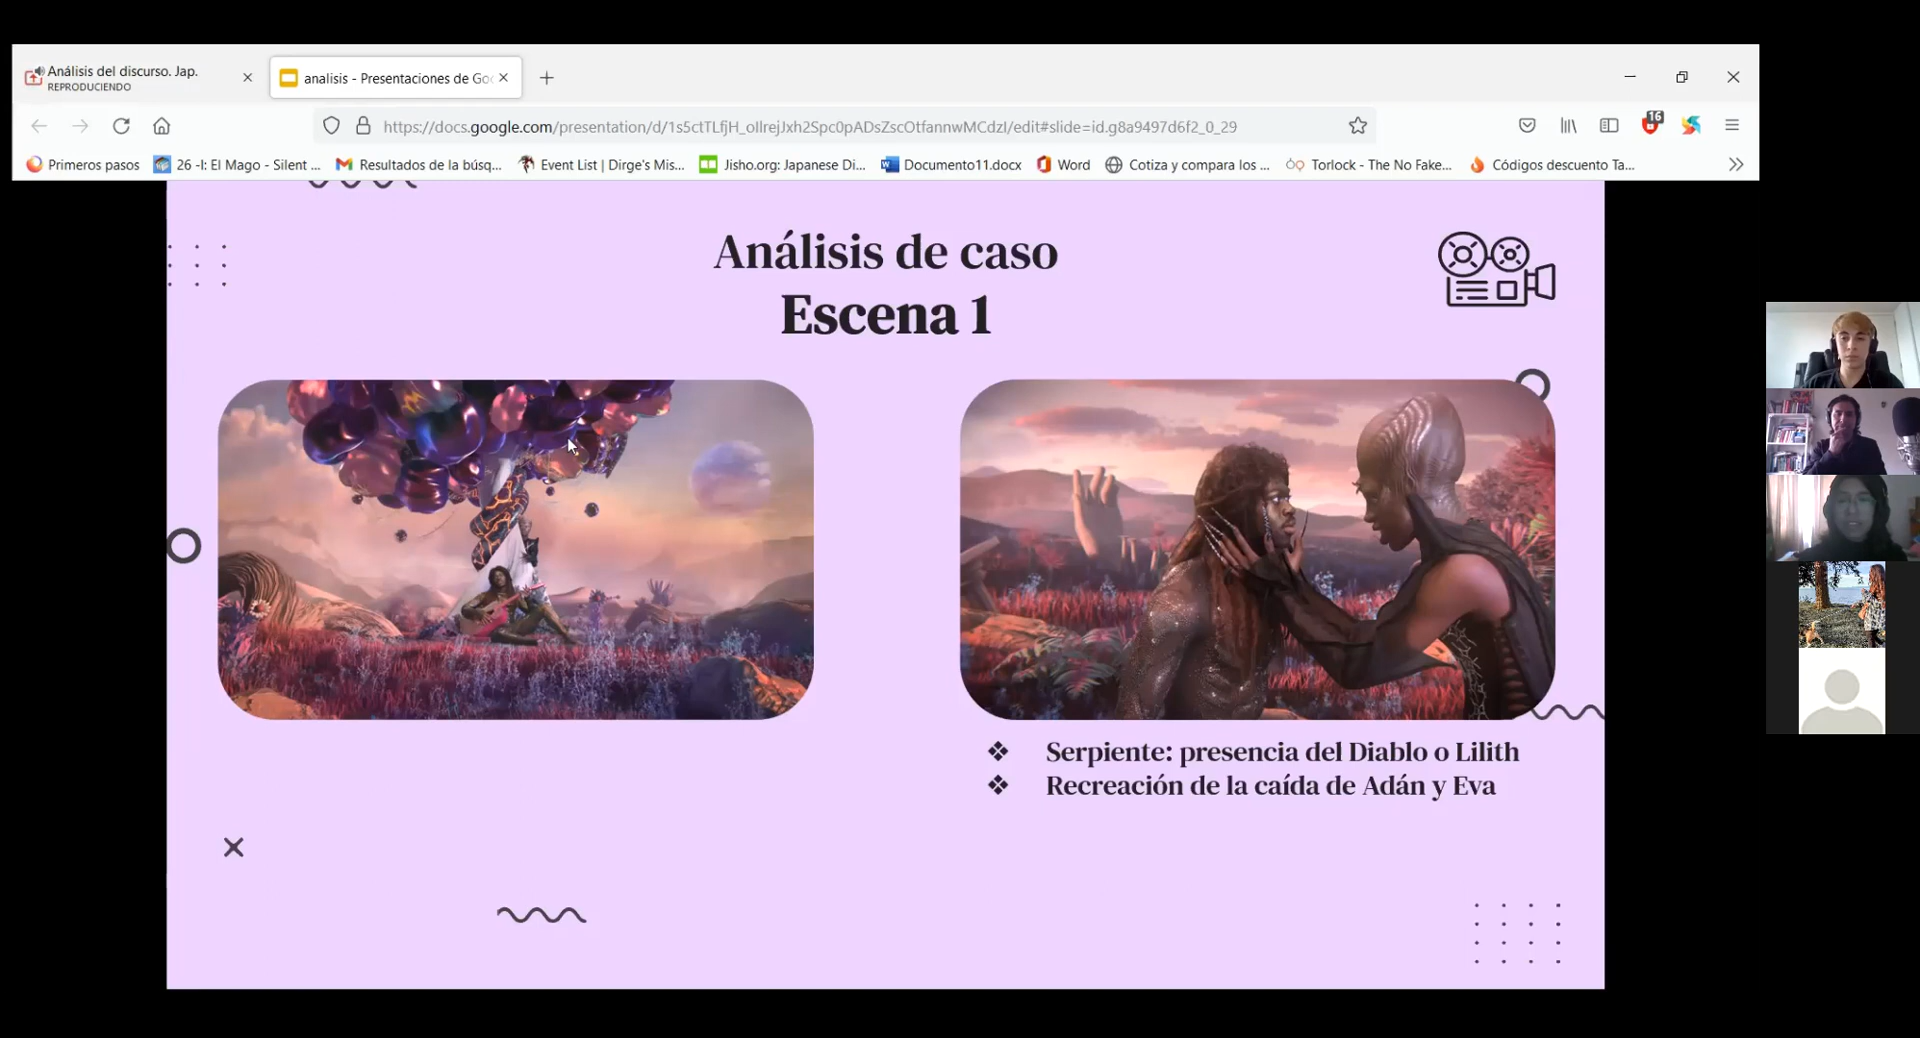 Análisis del discurso. Jap.
REPRODUCIENDO
analisis - Presentaciones de Goo
https://docs.google.com/presentation/d/1s5ctTLfjH_oIlrejJxh2Spc0pADsZscOtfannwMCdzI/edit#slide=id.g8a9497d6f2_0_29
16
Primeros pasos
26 -I: El Mago - Silent ...
Resultados de la búsq...
Event List | Dirge's Mis...
Jisho.org: Japanese Di...
Documento11.docx
Word
Cotiza y compara los ...
Torlock - The No Fake...
Códigos descuento Ta...
Análisis de caso
Escena 1
❖ Serpiente: presencia del Diablo o Lilith
❖ Recreación de la caída de Adán y Eva